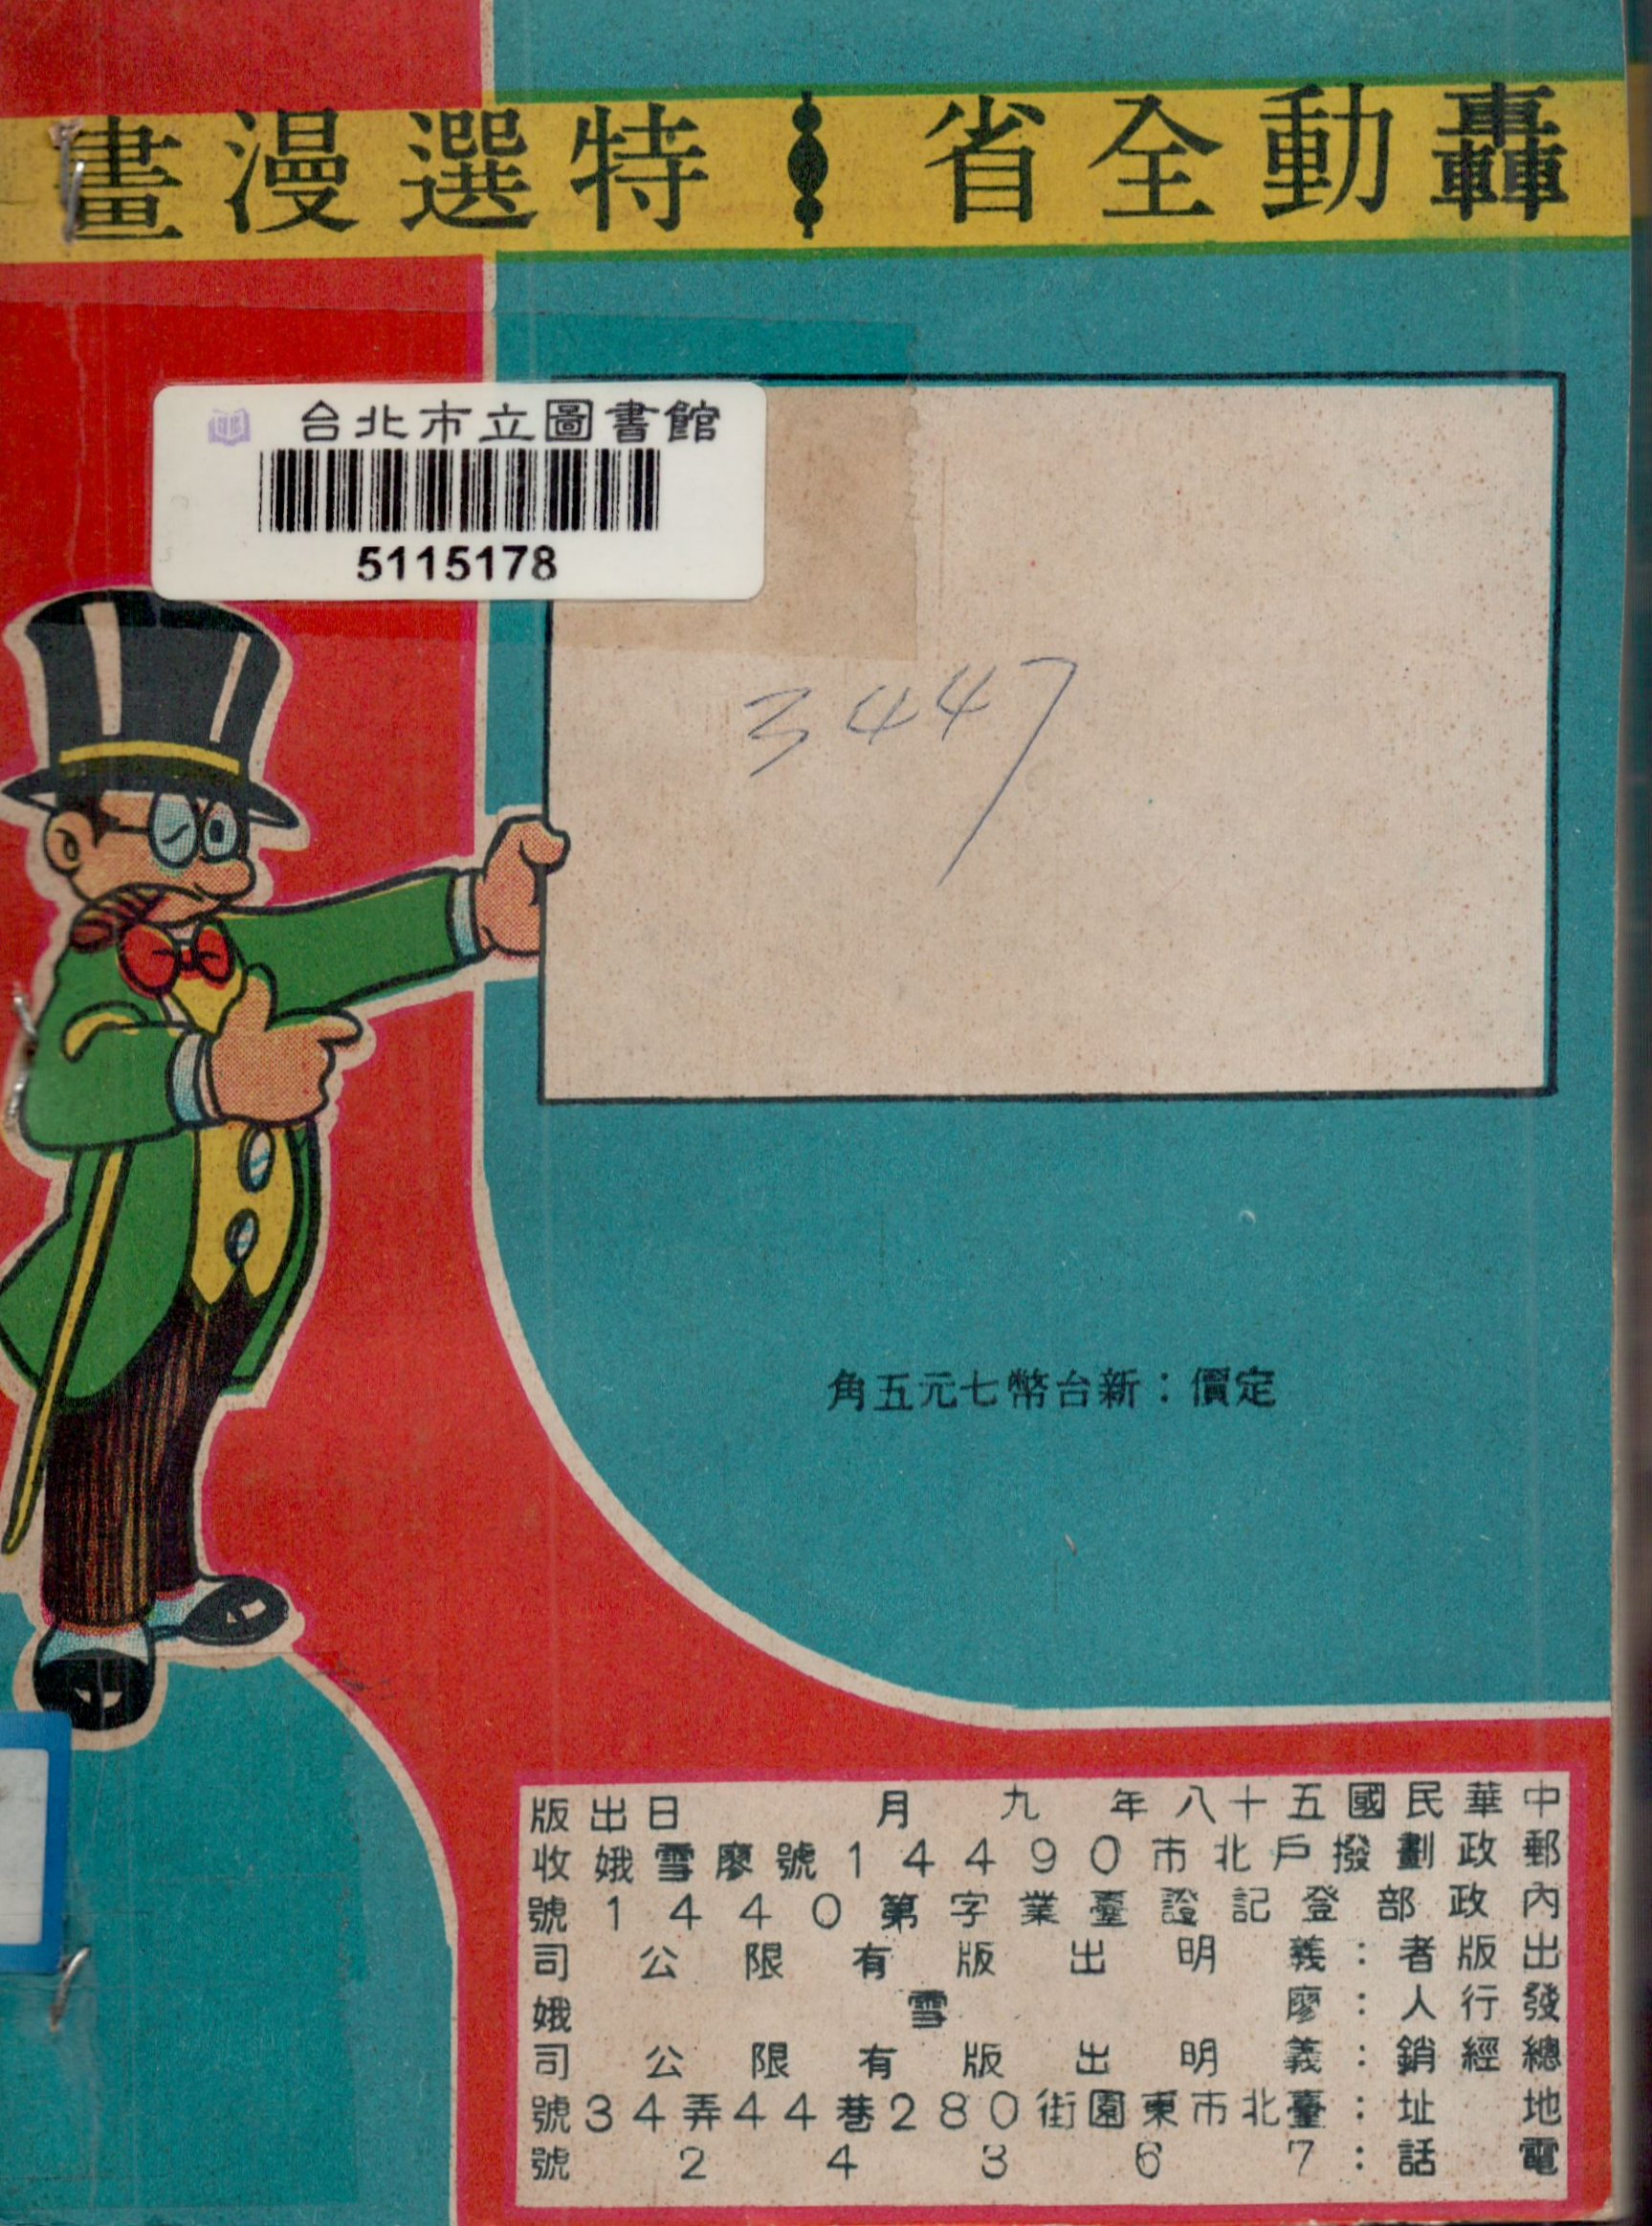 轟動全省
特選漫畫
台北市立圖書館
5115178
3447
定價：新台幣七元五角
中華民國五十八年九月 日出版
郵政劃撥戶北市14490號廖雪娥收
內政部登記證臺業字第1440號
出版者：義明出版有限公司
發行人：廖雪娥
總經銷：義明出版有限公司
地址：臺北市東園街280巷44弄34號
電話：24367號